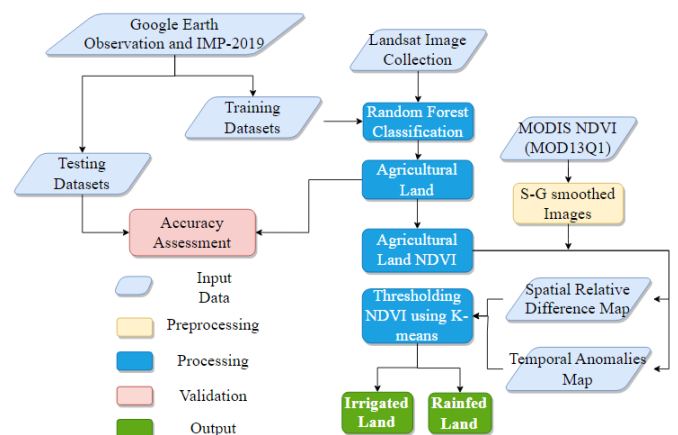 Google Earth
Observation and IMP-2019
Landsat Image
Collection
Training
Datasets
Random Forest
Classification
MODIS NDVI
(MOD13Q1)
Testing
Datasets
Agricultural
Land
S-G smoothed
Images
Accuracy
Assessment
Agricultural
Land NDVI
Input
Data
Thresholding
NDVI using K-
means
Spatial Relative
Difference Map
Preprocessing
Processing
Temporal Anomalies
Map
Validation
Irrigated
Land
Rainfed
Land
Output